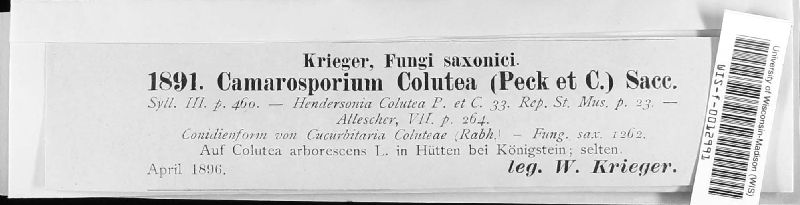 Krieger, Fungi saxonici.
1891. Camarosporium Colutea (Peck et C.) Sacc.
Syll. III. p. 460. — Hendersonia Colutea P. et C. 33. Rep. St. Mus. p. 23. —
Allescher, VII. p. 264.
Conidienform von Cucurbitaria Coluteae (Rabh.) — Fung. sax. 1262.
Auf Colutea arborescens L. in Hütten bei Königstein; selten.
April 1896.
leg. W. Krieger.
University of Wisconsin-Madison (WIS)